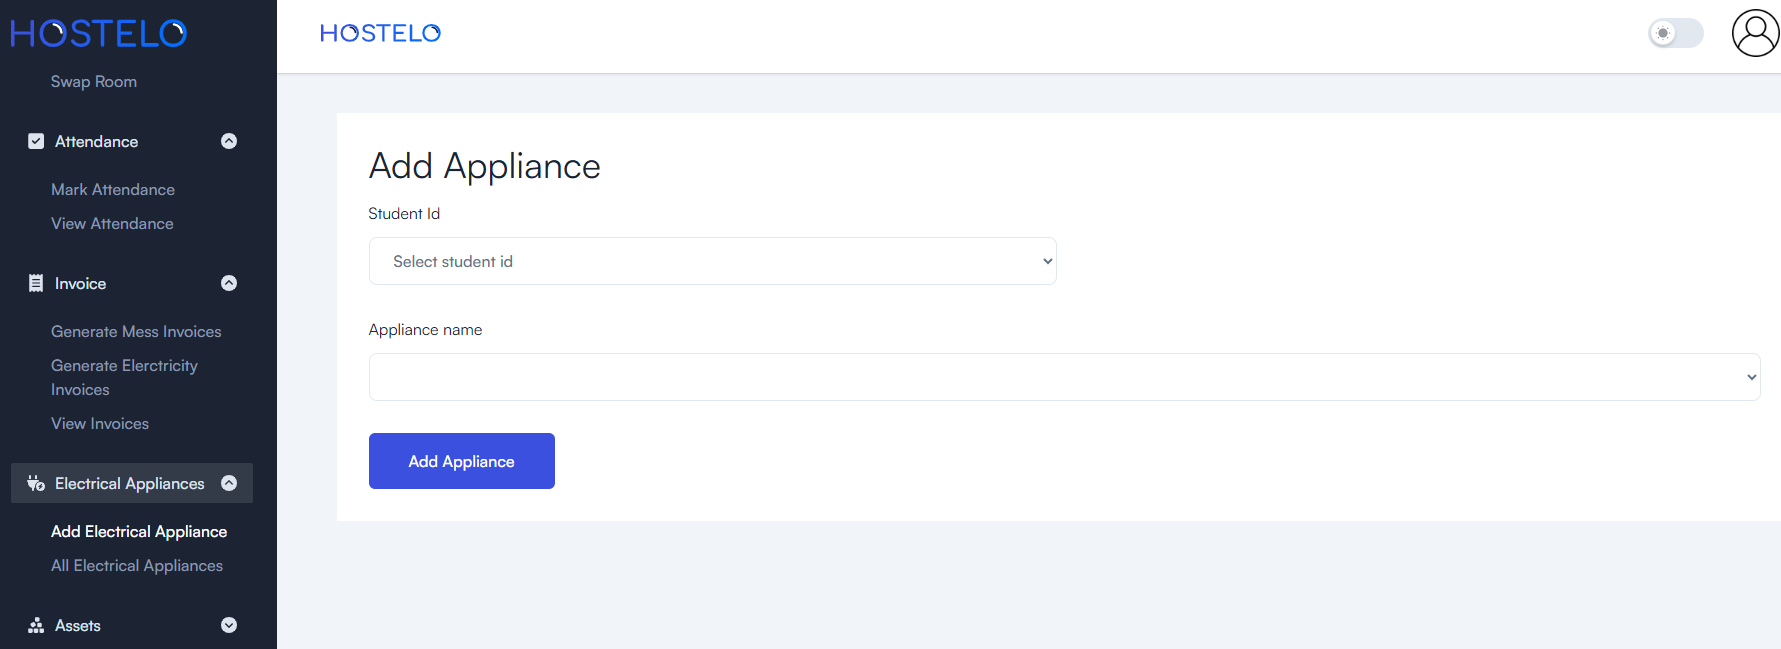 HOSTELO
Swap Room
Attendance
Mark Attendance
View Attendance
Invoice
Generate Mess Invoices
Generate Elerctricity
Invoices
View Invoices
Electrical Appliances
Add Electrical Appliance
All Electrical Appliances
Assets
HOSTELO
Add Appliance
Student Id
Select student id
Appliance name
Add Appliance